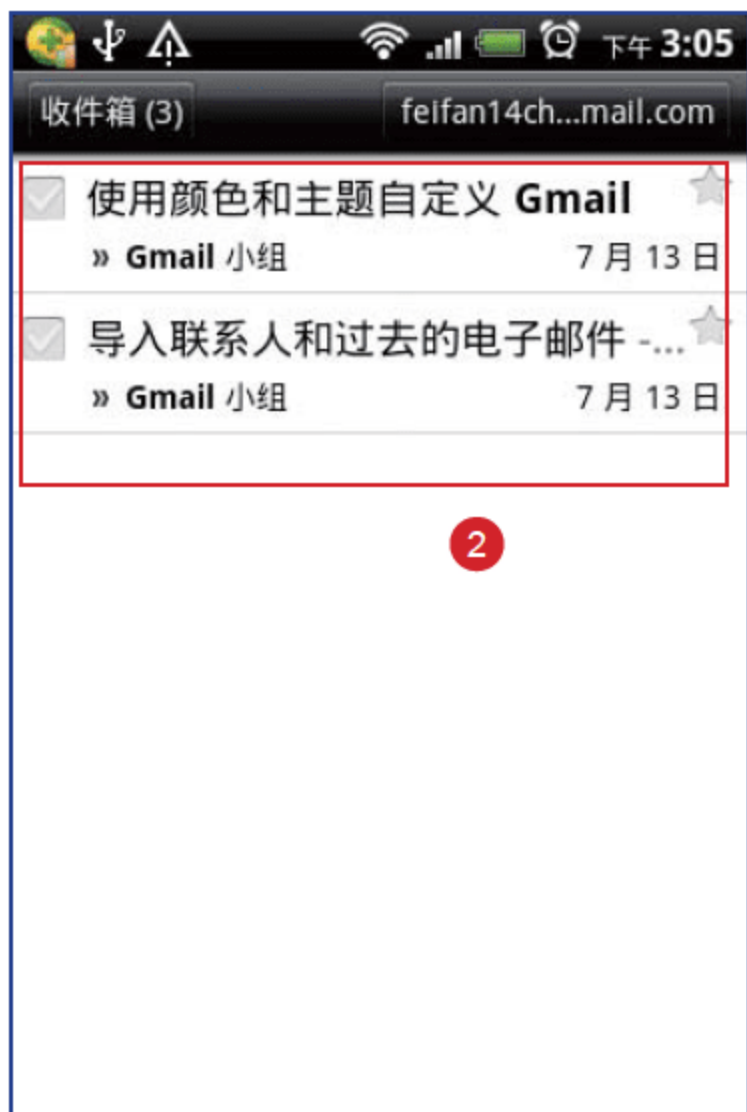 下午 3:05
收件箱 (3) feifan14ch...mail.com
使用颜色和主题自定义 Gmail
» Gmail 小组 7 月 13 日
导入联系人和过去的电子邮件 -...
» Gmail 小组 7 月 13 日
2